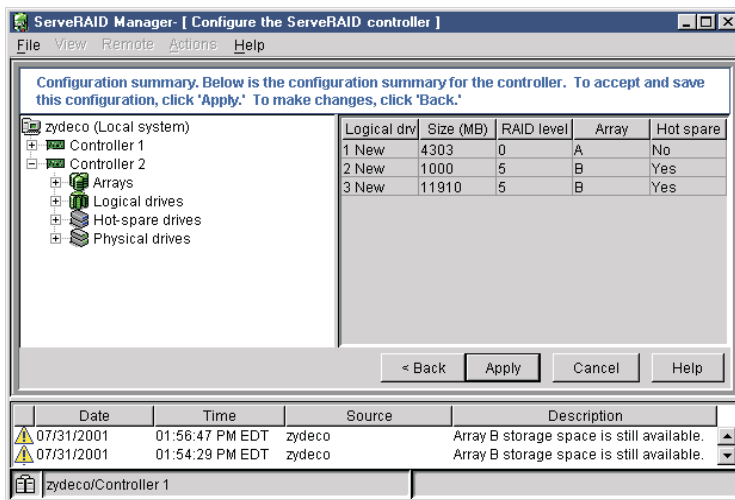 ServeRAID Manager- [ Configure the ServeRAID controller ]
File View Remote Actions Help
Configuration summary. Below is the configuration summary for the controller. To accept and save
this configuration, click 'Apply.' To make changes, click 'Back.'
zydeco (Local system)
Controller 1
Controller 2
Arrays
Logical drives
Hot-spare drives
Physical drives
Logical drv Size (MB) RAID level Array Hot spare
1 New 4303 0 A No
2 New 1000 5 B Yes
3 New 11910 5 B Yes
< Back Apply Cancel Help
Date Time Source Description
07/31/2001 01:56:47 PM EDT zydeco Array B storage space is still available.
07/31/2001 01:54:29 PM EDT zydeco Array B storage space is still available.
zydeco/Controller 1